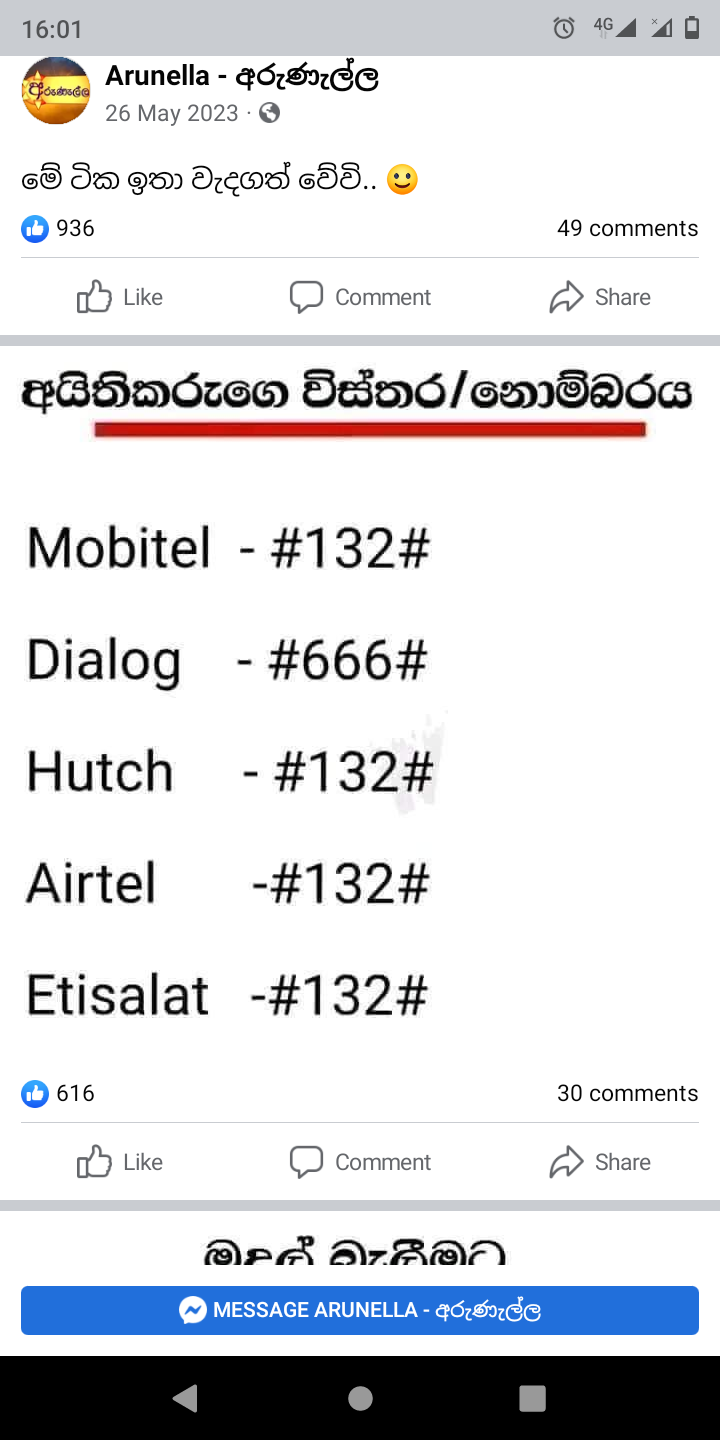 16:01
4G
Arunella - අරුණැල්ල
26 May 2023 ·
මේ ටික ඉතා වැදගත් වේවි.. 🙂
936 49 comments
Like Comment Share
අයිතිකරුගෙ විස්තර/නොම්බරය
Mobitel - #132#
Dialog - #666#
Hutch - #132#
Airtel -#132#
Etisalat -#132#
616 30 comments
Like Comment Share
MESSAGE ARUNELLA - අරුණැල්ල